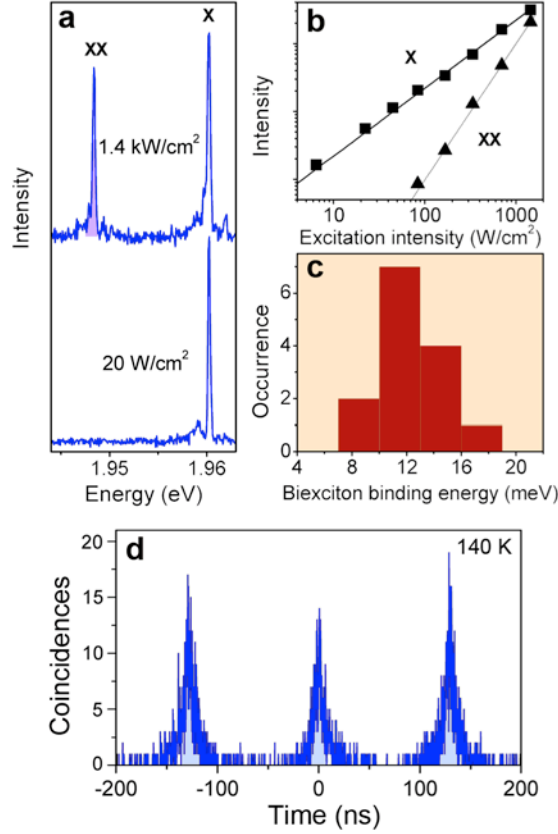 a
XX
X
1.4 kW/cm²
20 W/cm²
Intensity
1.95
1.96
Energy (eV)
b
X
XX
Intensity
10
100
1000
Excitation intensity (W/cm²)
c
6
4
2
0
Occurrence
4
8
12
16
20
Biexciton binding energy (meV)
d
140 K
20
15
10
5
0
Coincidences
-200
-100
0
100
200
Time (ns)